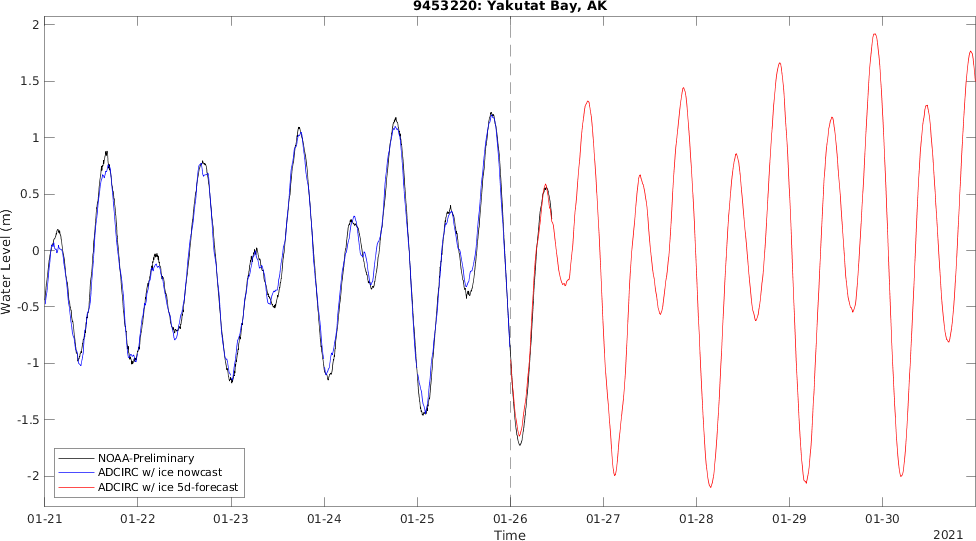 9453220: Yakutat Bay, AK
2
1.5
1
0.5
0
-0.5
-1
-1.5
-2
Water Level (m)
NOAA-Preliminary
ADCIRC w/ ice nowcast
ADCIRC w/ ice 5d-forecast
01-21 01-22 01-23 01-24 01-25 01-26 01-27 01-28 01-29 01-30
Time
2021